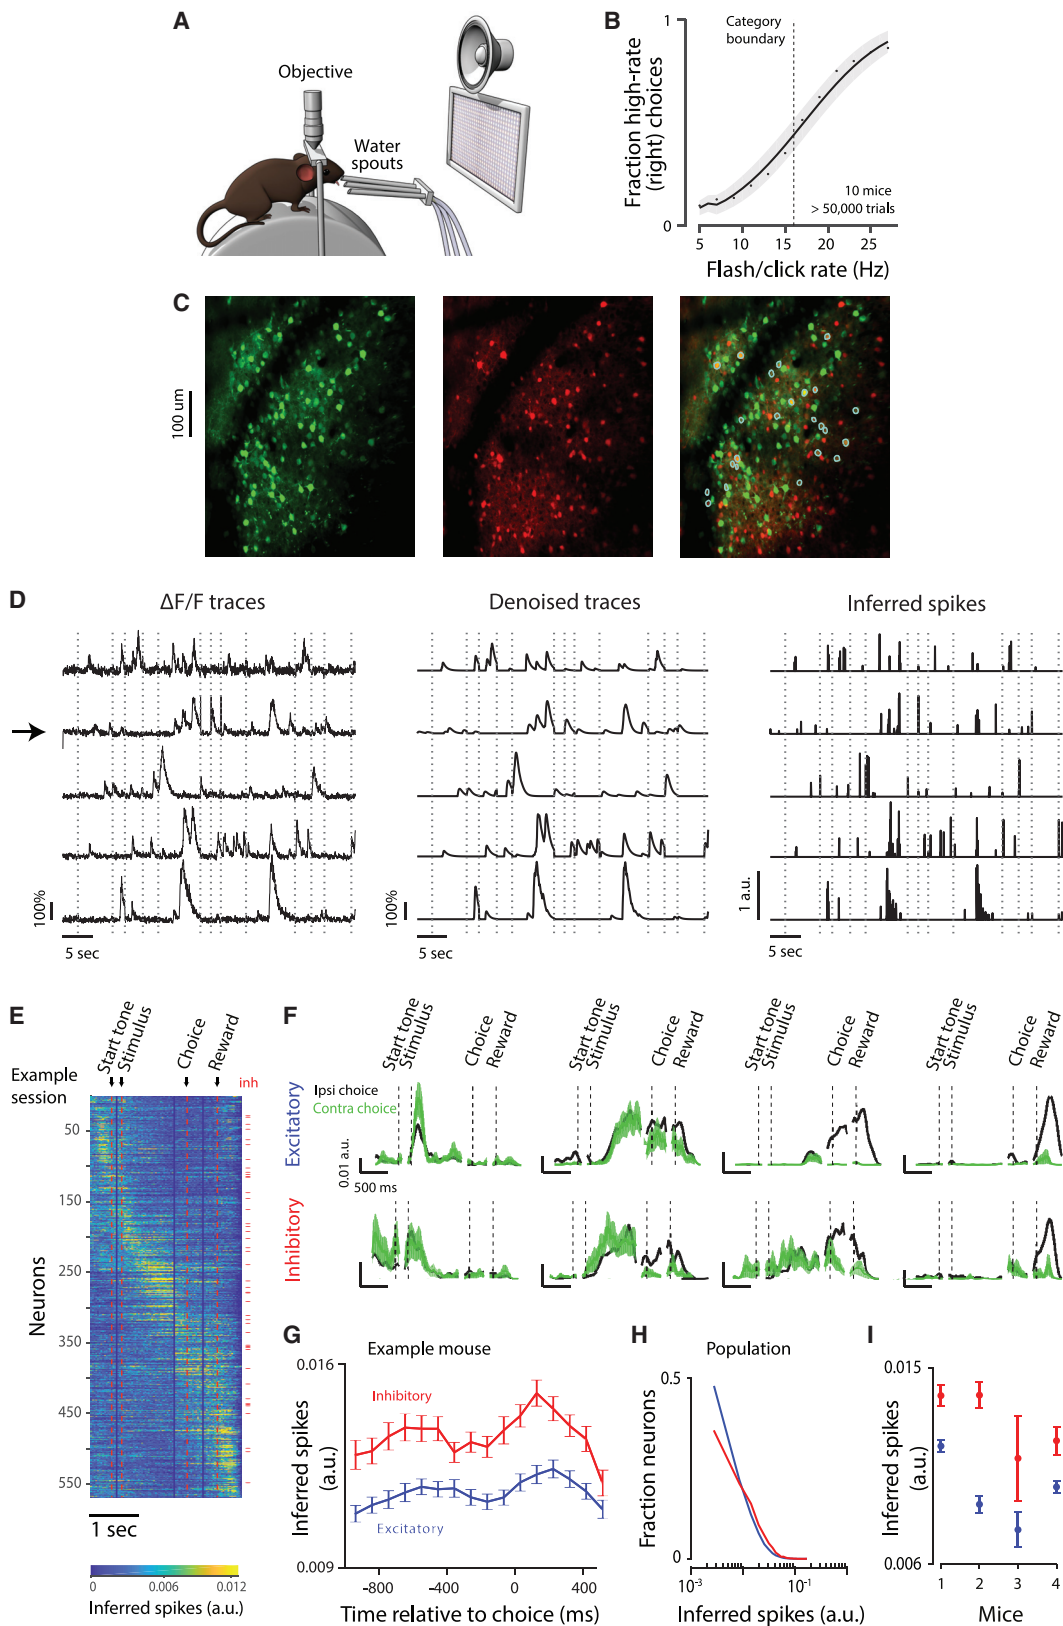 A
Objective
Water
spouts
B
Category
boundary
Fraction high-rate
(right) choices
1
0
10 mice
> 50,000 trials
5
10
15
20
25
Flash/click rate (Hz)
C
100 um
D
ΔF/F traces
Denoised traces
Inferred spikes
100%
5 sec
100%
5 sec
1 a.u.
5 sec
E
Start tone
Stimulus
Choice
Reward
Example
session
inh
50
150
250
350
450
550
Neurons
1 sec
0
0.006
0.012
Inferred spikes (a.u.)
F
Start tone
Stimulus
Choice
Reward
Start tone
Stimulus
Choice
Reward
Start tone
Stimulus
Choice
Reward
Start tone
Stimulus
Choice
Reward
Excitatory
Ipsi choice
Contra choice
0.01 a.u.
500 ms
Inhibitory
G
Example mouse
0.016
0.009
Inferred spikes
(a.u.)
Inhibitory
Excitatory
-800
-400
0
400
Time relative to choice (ms)
H
Population
0.5
0
Fraction neurons
10-3
10-1
Inferred spikes (a.u.)
I
0.015
0.006
Inferred spikes
(a.u.)
1
2
3
4
Mice